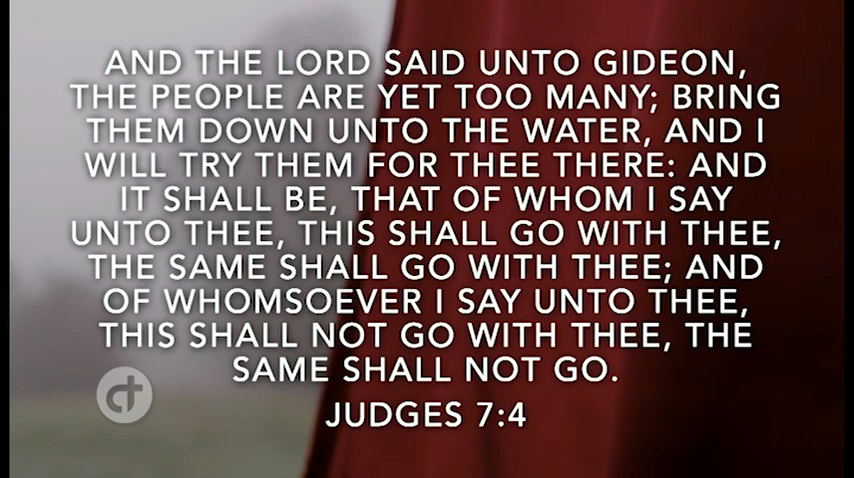 AND THE LORD SAID UNTO GIDEON,
THE PEOPLE ARE YET TOO MANY; BRING
THEM DOWN UNTO THE WATER, AND I
WILL TRY THEM FOR THEE THERE: AND
IT SHALL BE, THAT OF WHOM I SAY
UNTO THEE, THIS SHALL GO WITH THEE,
THE SAME SHALL GO WITH THEE; AND
OF WHOMSOEVER I SAY UNTO THEE,
THIS SHALL NOT GO WITH THEE, THE
SAME SHALL NOT GO.
JUDGES 7:4